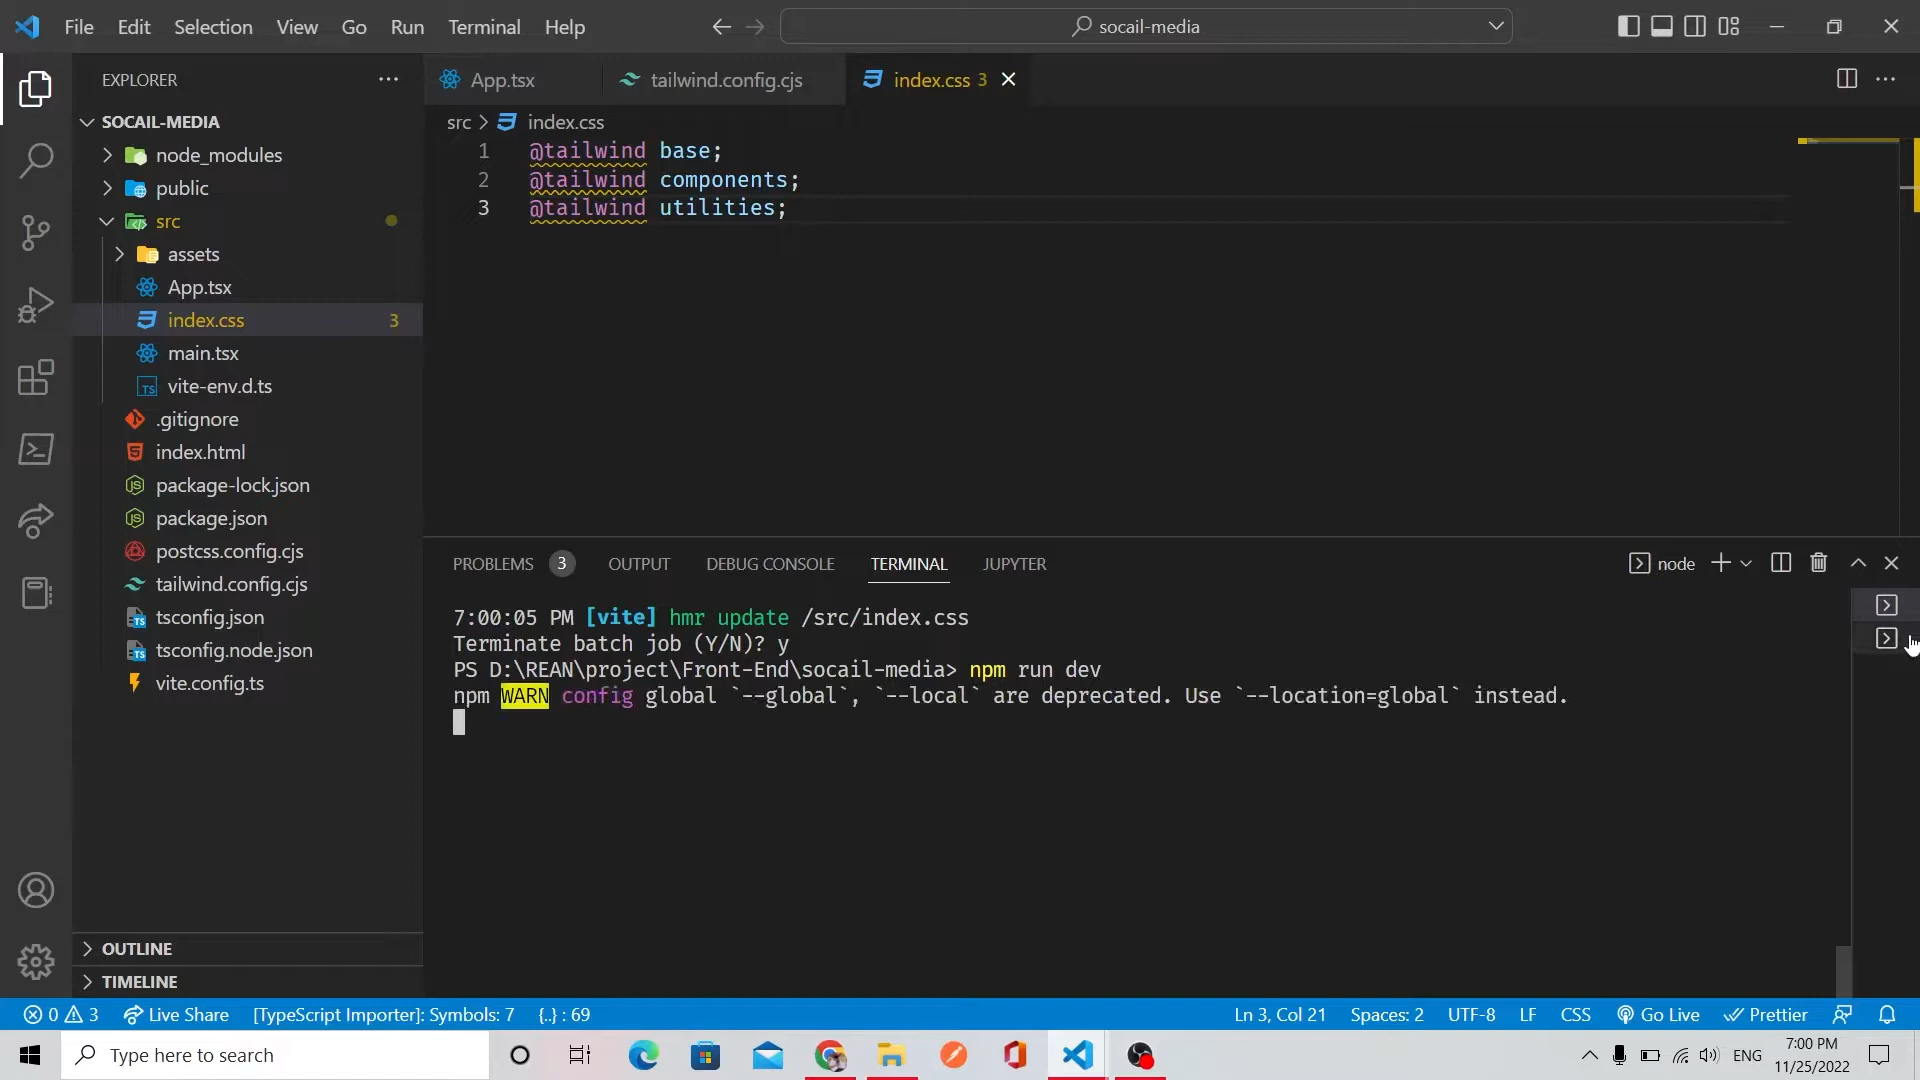 File Edit Selection View Go Run Terminal Help
socail-media
EXPLORER
App.tsx
tailwind.config.cjs
index.css 3
SOCAIL-MEDIA
node_modules
public
src
assets
App.tsx
index.css 3
main.tsx
TS vite-env.d.ts
.gitignore
index.html
package-lock.json
package.json
postcss.config.cjs
tailwind.config.cjs
tsconfig.json
tsconfig.node.json
vite.config.ts
OUTLINE
TIMELINE
src > index.css
1 @tailwind base;
2 @tailwind components;
3 @tailwind utilities;
PROBLEMS 3 OUTPUT DEBUG CONSOLE TERMINAL JUPYTER
node
7:00:05 PM [vite] hmr update /src/index.css
Terminate batch job (Y/N)? y
PS D:\REAN\project\Front-End\socail-media> npm run dev
npm WARN config global `--global`, `--local` are deprecated. Use `--location=global` instead.
0 3 Live Share [TypeScript Importer]: Symbols: 7 {..} : 69
Ln 3, Col 21 Spaces: 2 UTF-8 LF CSS Go Live Prettier
Type here to search
ENG
7:00 PM
11/25/2022